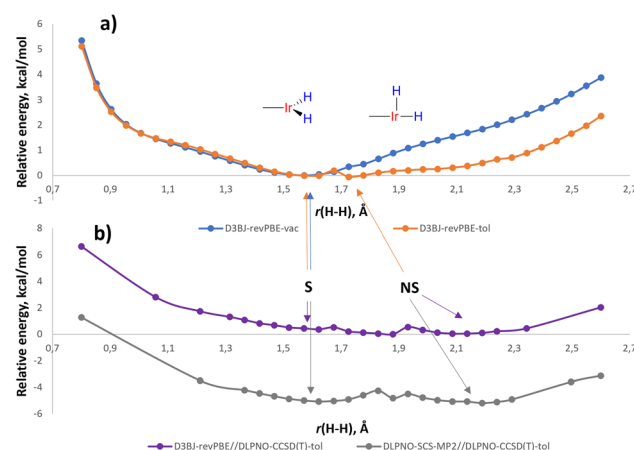 a)
Relative energy, kcal/mol
6
5
4
3
2
1
0
-1
0,7 0,9 1,1 1,3 1,5 1,7 1,9 2,1 2,3 2,5 2,7
Ir H H
H Ir H
r(H-H), Å
D3BJ-revPBE-vac D3BJ-revPBE-tol
b)
Relative energy, kcal/mol
8
6
4
2
0
-2
-4
-6
0,7 0,9 1,1 1,3 1,5 1,7 1,9 2,1 2,3 2,5 2,7
S NS
r(H-H), Å
D3BJ-revPBE//DLPNO-CCSD(T)-tol DLPNO-SCS-MP2//DLPNO-CCSD(T)-tol